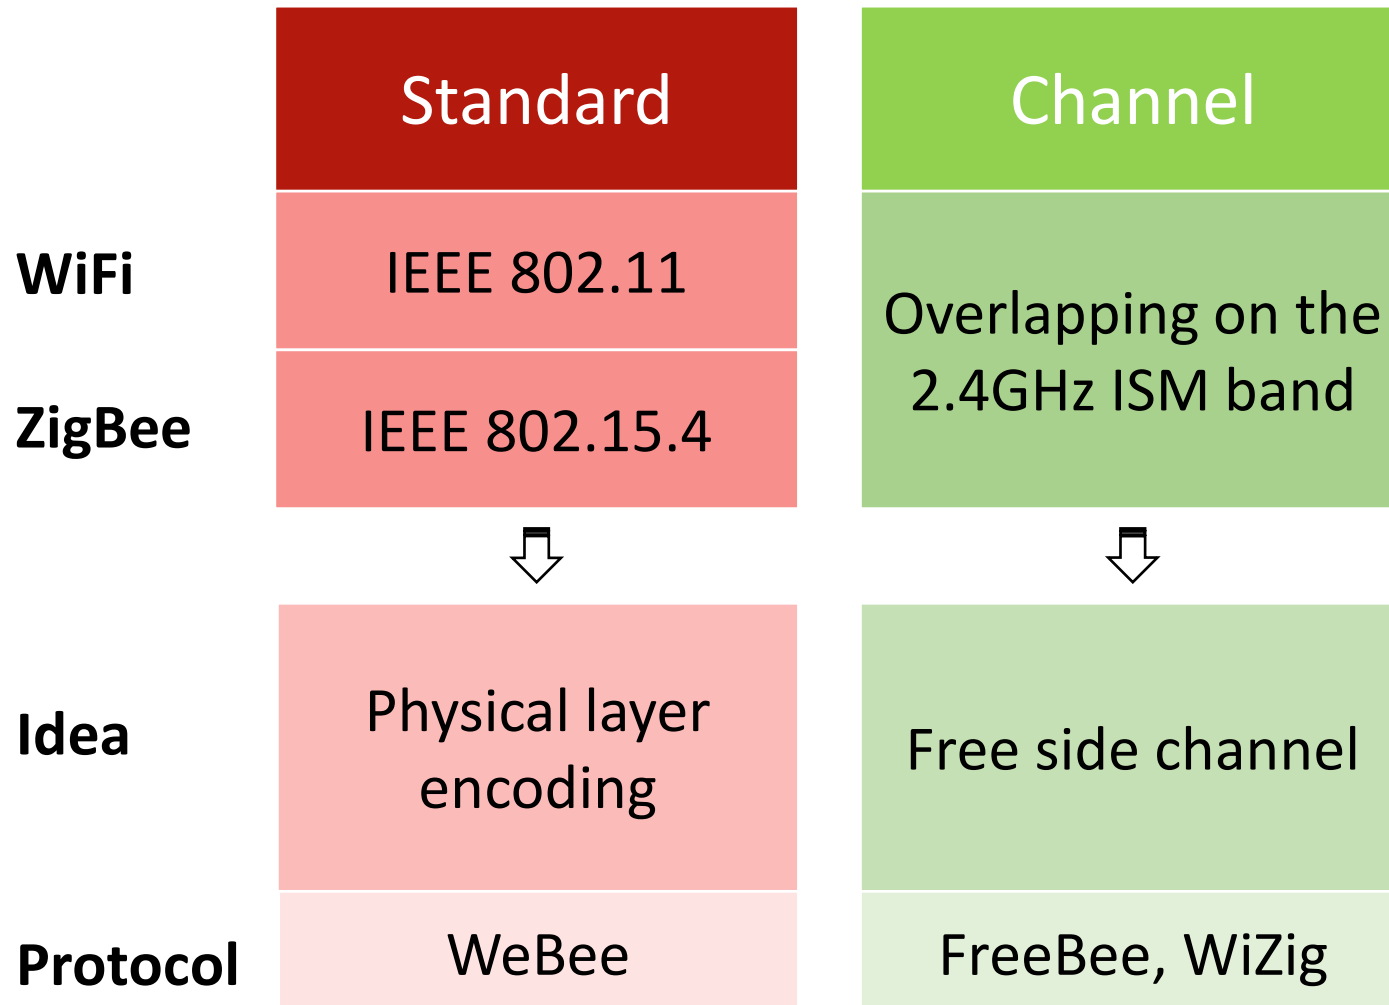 Standard
Channel
WiFi
IEEE 802.11
Overlapping on the
2.4GHz ISM band
ZigBee
IEEE 802.15.4
Idea
Physical layer
encoding
Free side channel
Protocol
WeBee
FreeBee, WiZig